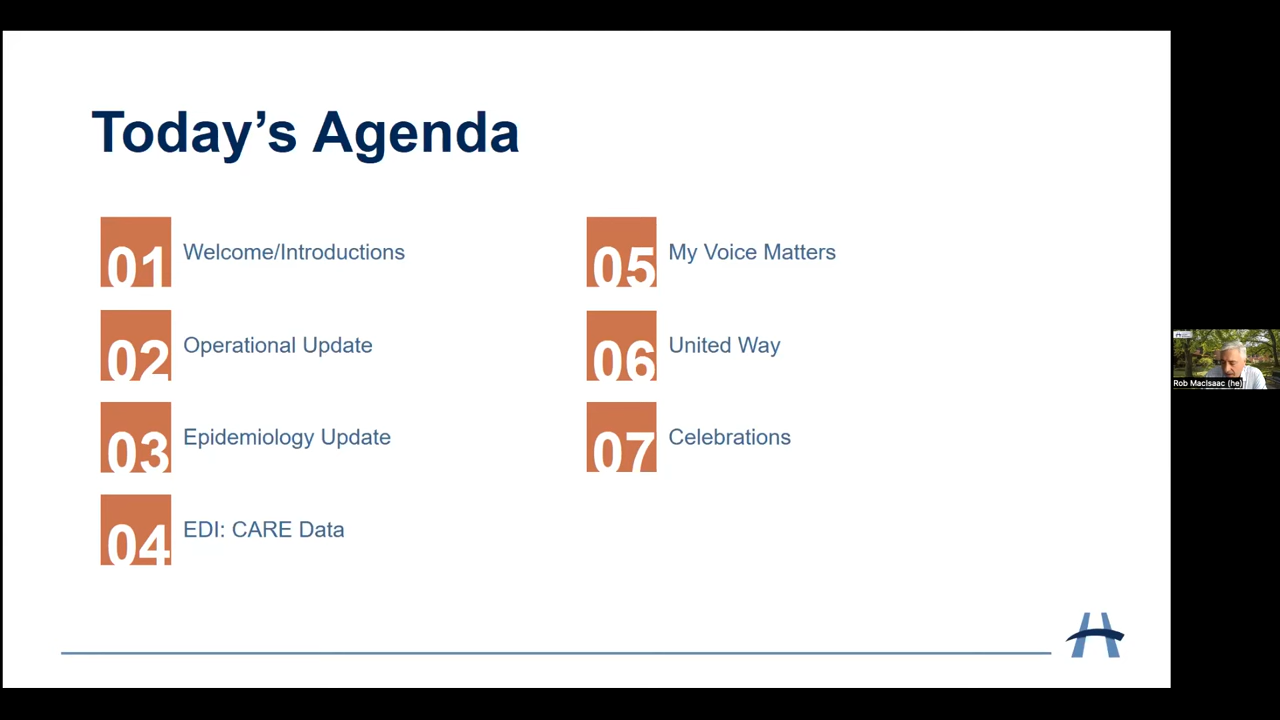 Today's Agenda
01 Welcome/Introductions
02 Operational Update
03 Epidemiology Update
04 EDI: CARE Data
05 My Voice Matters
06 United Way
07 Celebrations
Rob MacIsaac (he)